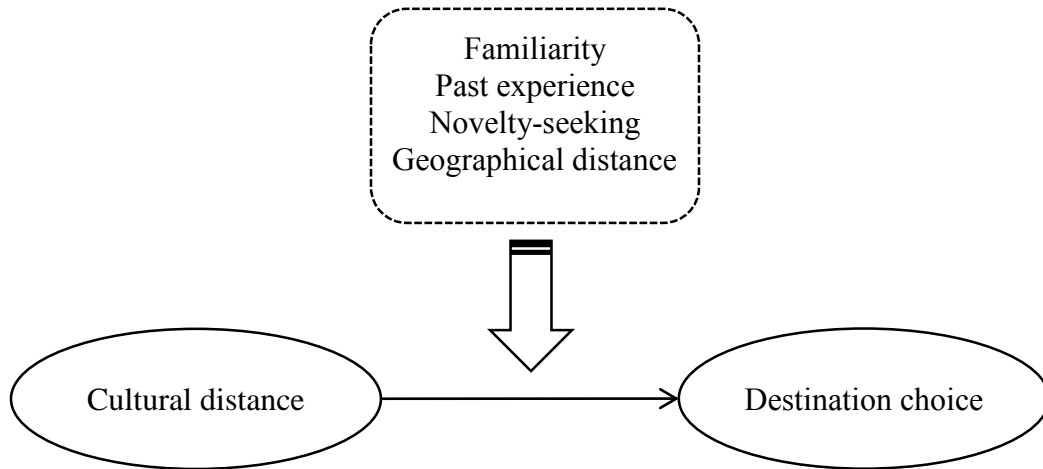 Familiarity
Past experience
Novelty-seeking
Geographical distance
Cultural distance
Destination choice